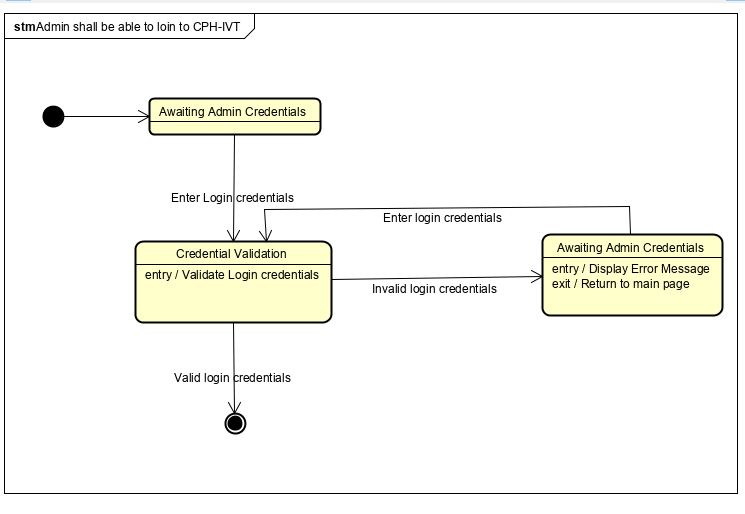 stmAdmin shall be able to loin to CPH-IVT
Awaiting Admin Credentials
Enter Login credentials
Enter login credentials
Credential Validation
entry / Validate Login credentials
Awaiting Admin Credentials
entry / Display Error Message
exit / Return to main page
Invalid login credentials
Valid login credentials